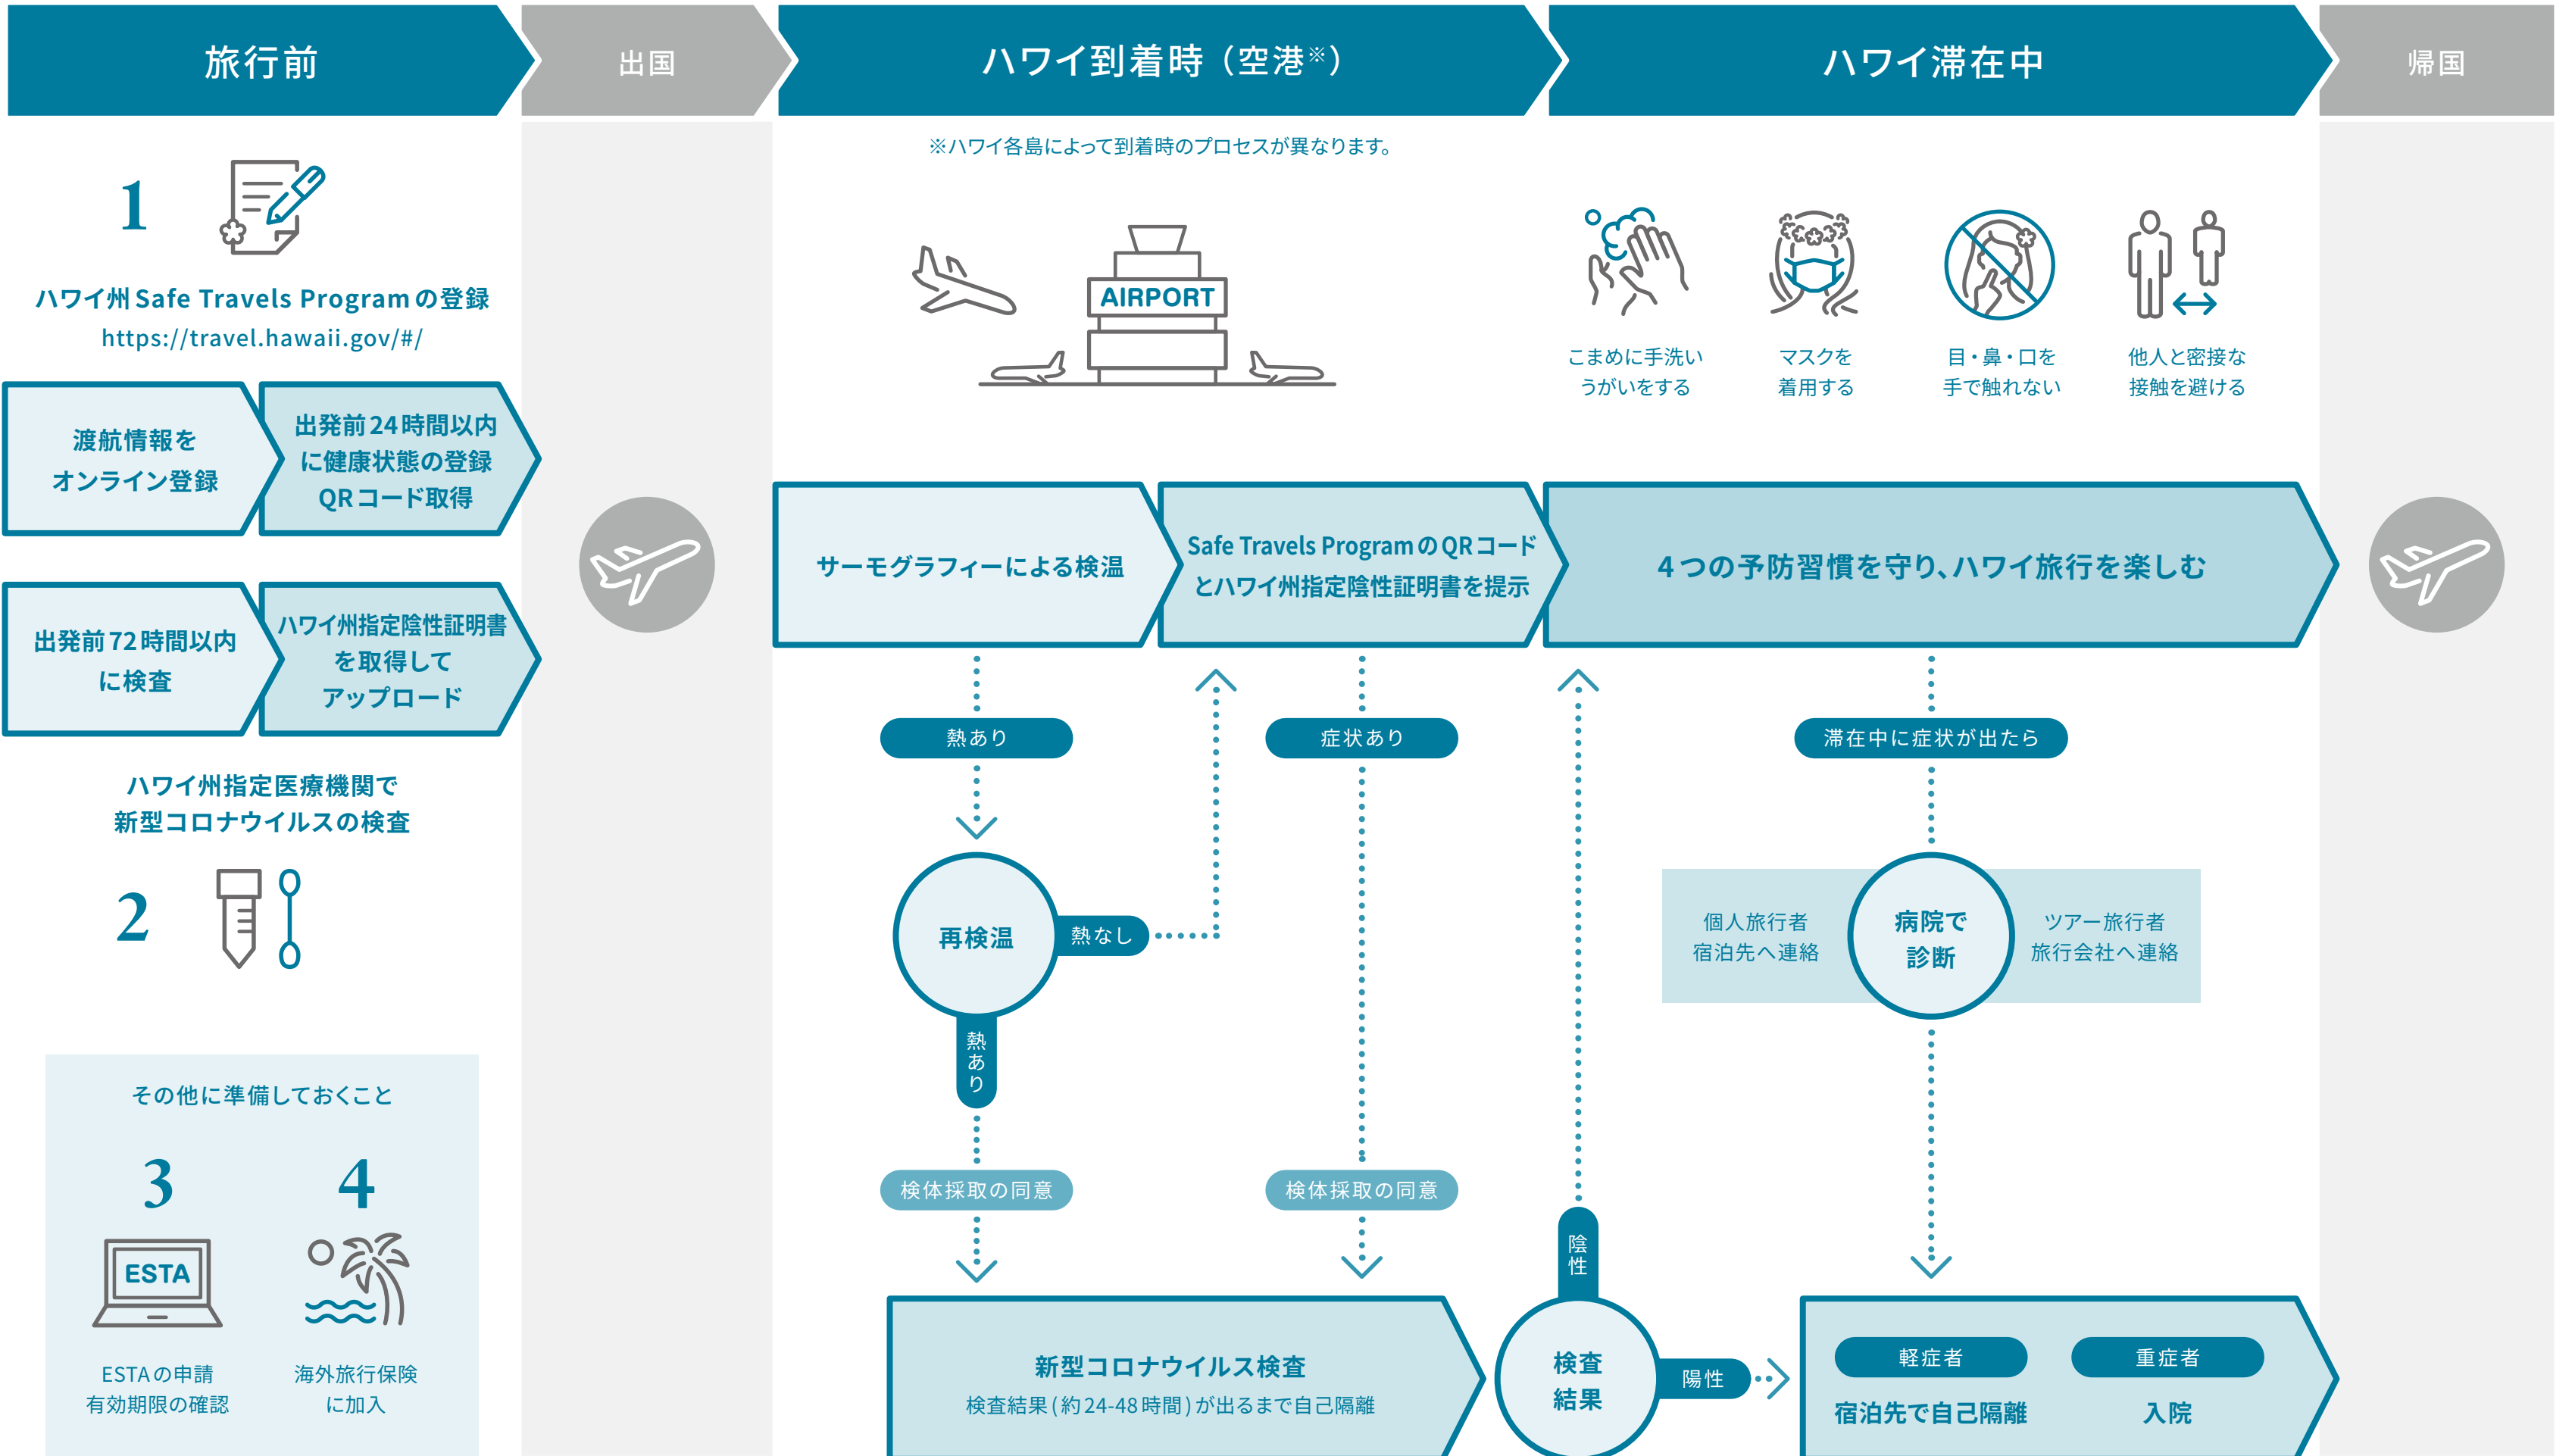 旅行前
出国
ハワイ到着時（空港※）
ハワイ滞在中
帰国
1
ハワイ州 Safe Travels Program の登録
https://travel.hawaii.gov/#/
渡航情報を
オンライン登録
出発前24時間以内
に健康状態の登録
QRコード取得
出発前72時間以内
に検査
ハワイ州指定陰性証明書
を取得して
アップロード
ハワイ州指定医療機関で
新型コロナウイルスの検査
2
その他に準備しておくこと
3
ESTA
ESTAの申請
有効期限の確認
4
海外旅行保険
に加入
※ハワイ各島によって到着時のプロセスが異なります。
AIRPORT
サーモグラフィーによる検温
Safe Travels ProgramのQRコード
とハワイ州指定陰性証明書を提示
熱あり
再検温
熱なし
熱あり
検体採取の同意
症状あり
検体採取の同意
新型コロナウイルス検査
検査結果(約24-48時間)が出るまで自己隔離
検査
結果
陰性
陽性
こまめに手洗い
うがいをする
マスクを
着用する
目・鼻・口を
手で触れない
他人と密接な
接触を避ける
4つの予防習慣を守り、ハワイ旅行を楽しむ
滞在中に症状が出たら
個人旅行者
宿泊先へ連絡
病院で
診断
ツアー旅行者
旅行会社へ連絡
軽症者
宿泊先で自己隔離
重症者
入院